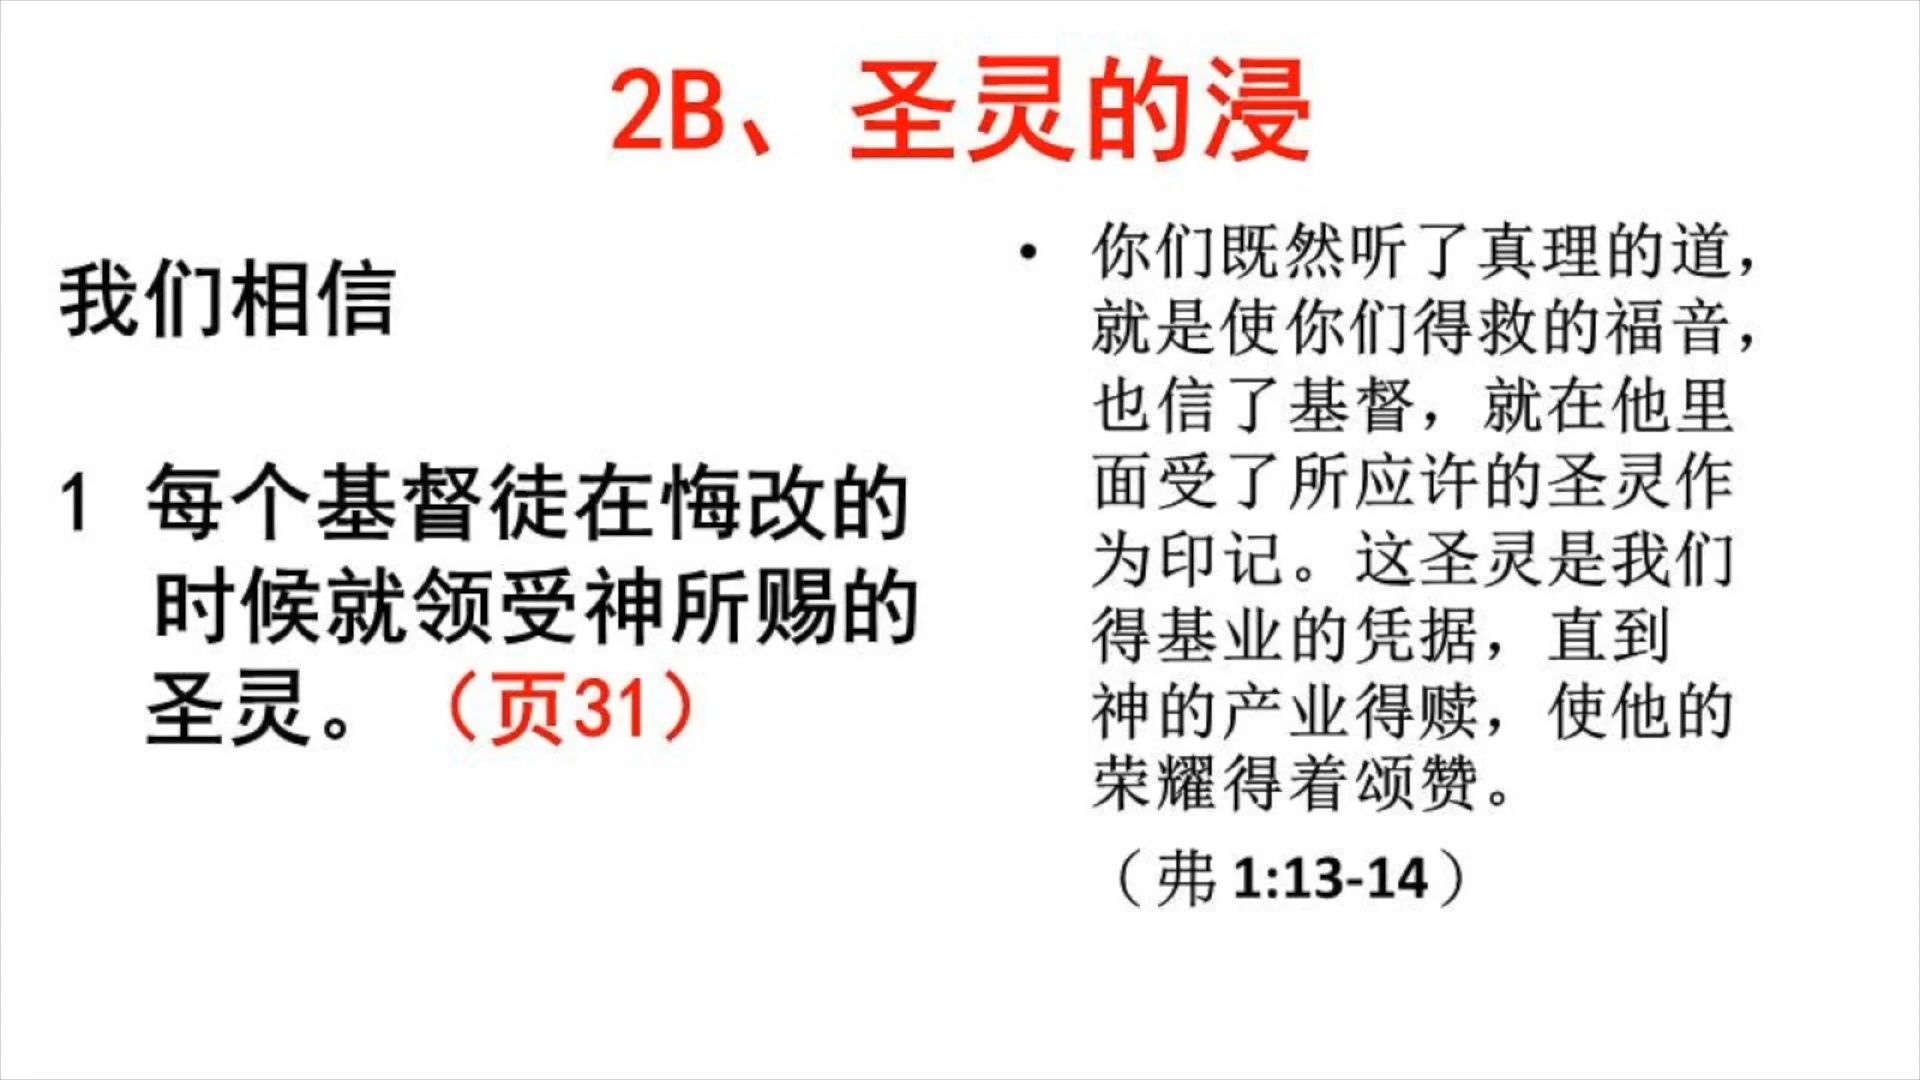 2B、圣灵的浸
我们相信
1 每个基督徒在悔改的
时候就领受神所赐的
圣灵。（页31）
• 你们既然听了真理的道，
就是使你们得救的福音，
也信了基督，就在他里
面受了所应许的圣灵作
为印记。这圣灵是我们
得基业的凭据，直到
神的产业得赎，使他的
荣耀得着颂赞。
（弗 1:13-14）